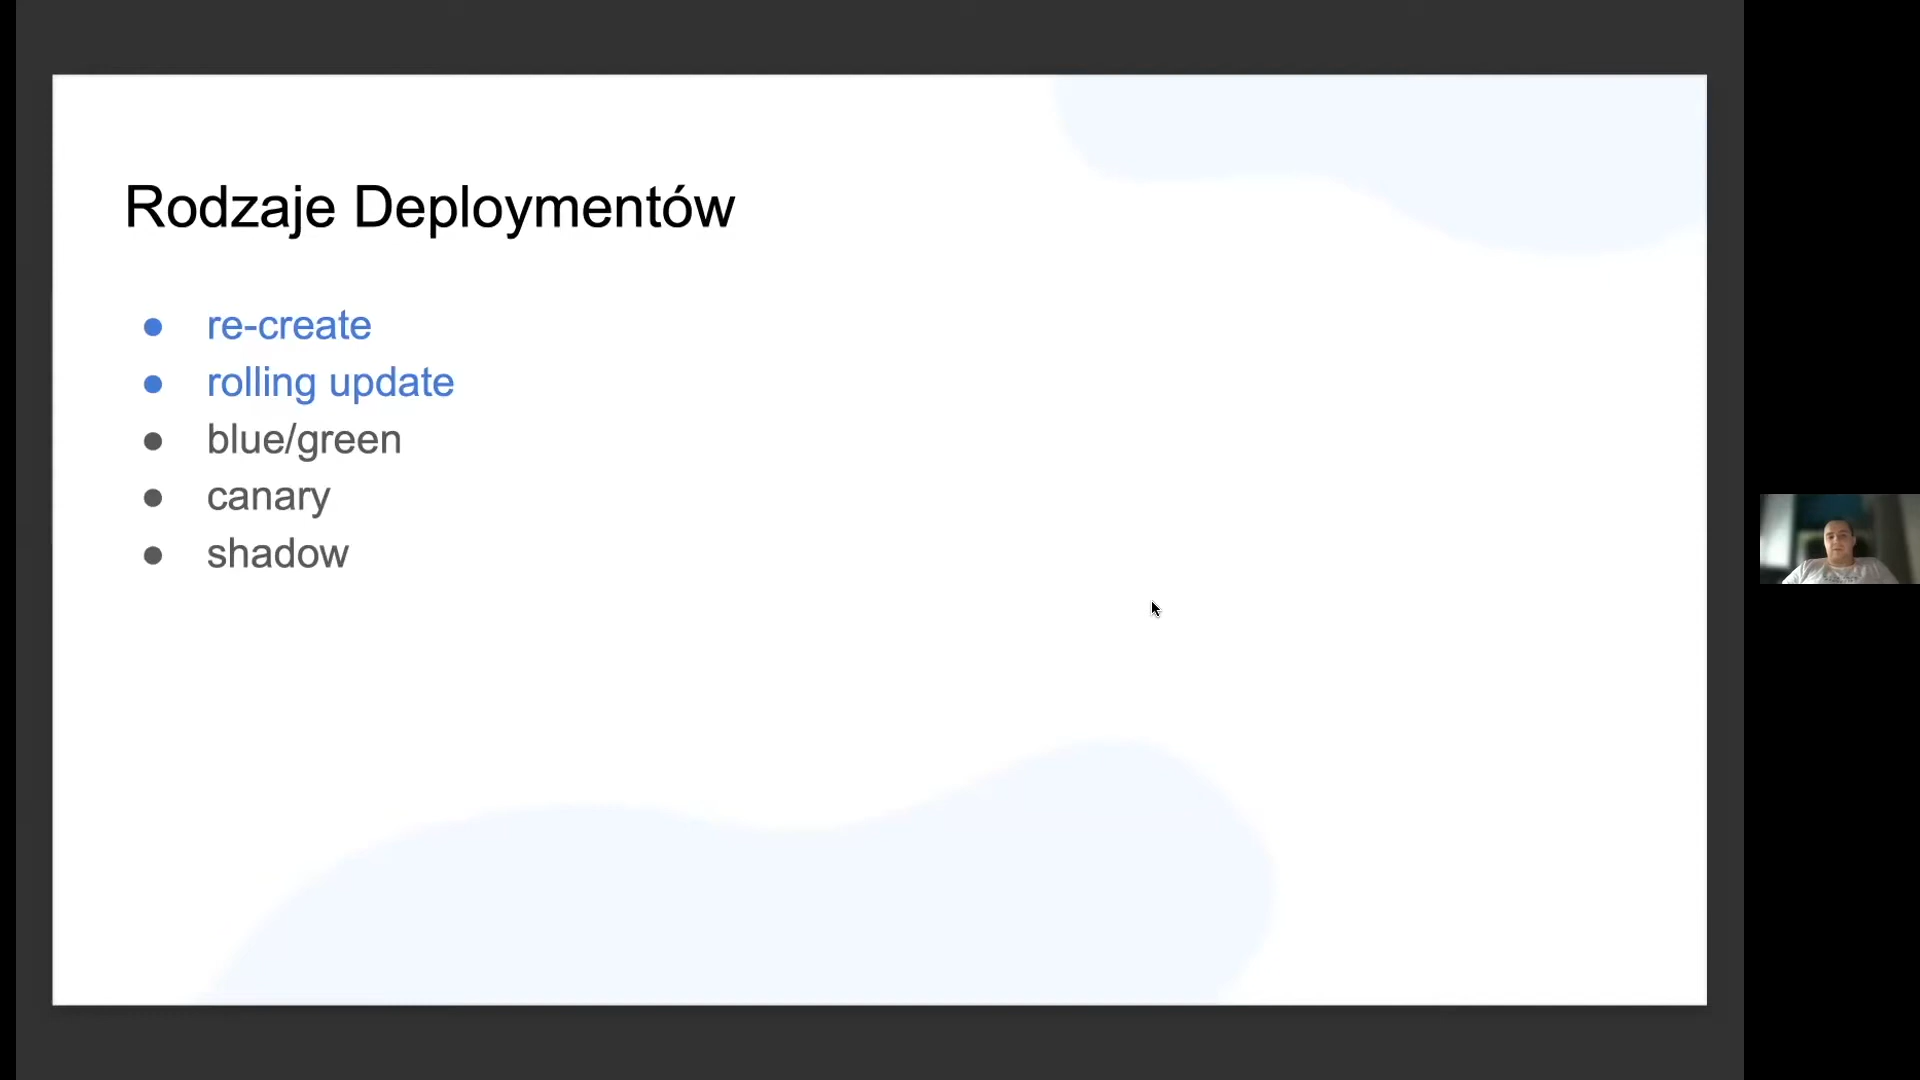 Rodzaje Deploymentów
● re-create
● rolling update
● blue/green
● canary
● shadow